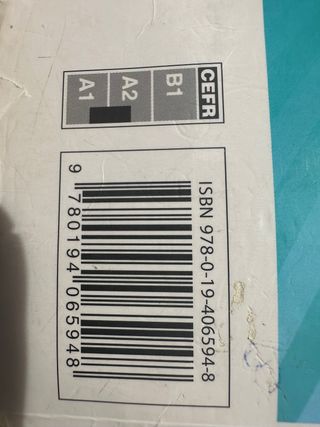 CEFR
A1 A2 B1
ISBN 978-0-19-406594-8
9 780194 065948